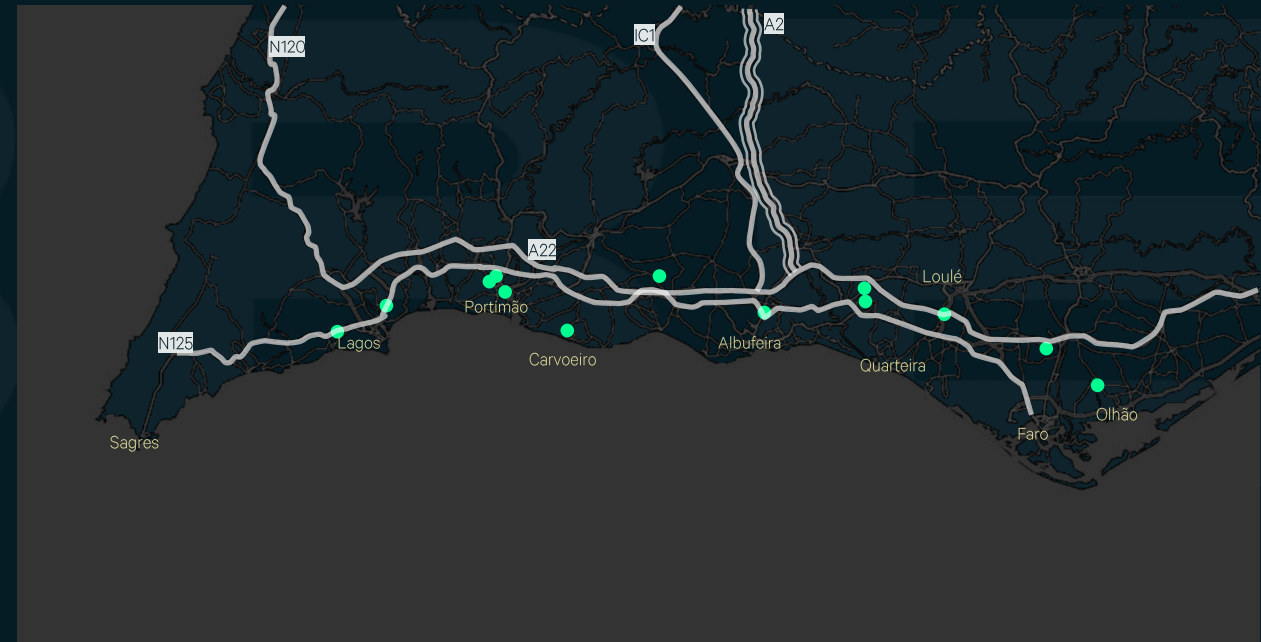 A2
IC1
N120
A22
Loulé
Portimão
N125
Lagos
Albufeira
Carvoeiro
Quarteira
Olhão
Faro
Sagres